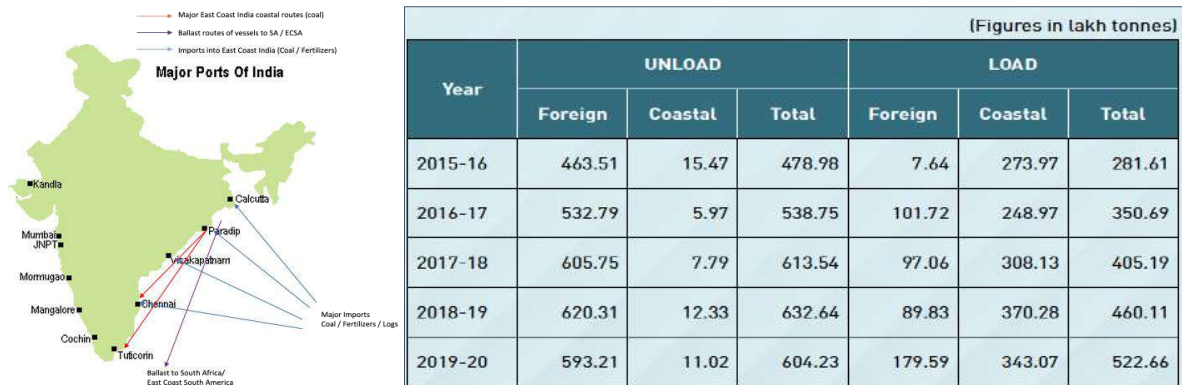 Major East Coast India coastal routes (coal)
Ballast routes of vessels to SA / ECSA
Imports into East Coast India (Coal / Fertilizers)
Major Ports Of India
Kandla
Calcutta
Paradip
Mumbai
JNPT
Visakapatnam
Mormugao
Chennai
Mangalore
Major Imports
Coal / Fertilizers / Logs
Cochin
Tuticorin
Ballast to South Africa/
East Coast South America
(Figures in lakh tonnes)
Year UNLOAD LOAD
Foreign Coastal Total Foreign Coastal Total
2015-16 463.51 15.47 478.98 7.64 273.97 281.61
2016-17 532.79 5.97 538.75 101.72 248.97 350.69
2017-18 605.75 7.79 613.54 97.06 308.13 405.19
2018-19 620.31 12.33 632.64 89.83 370.28 460.11
2019-20 593.21 11.02 604.23 179.59 343.07 522.66